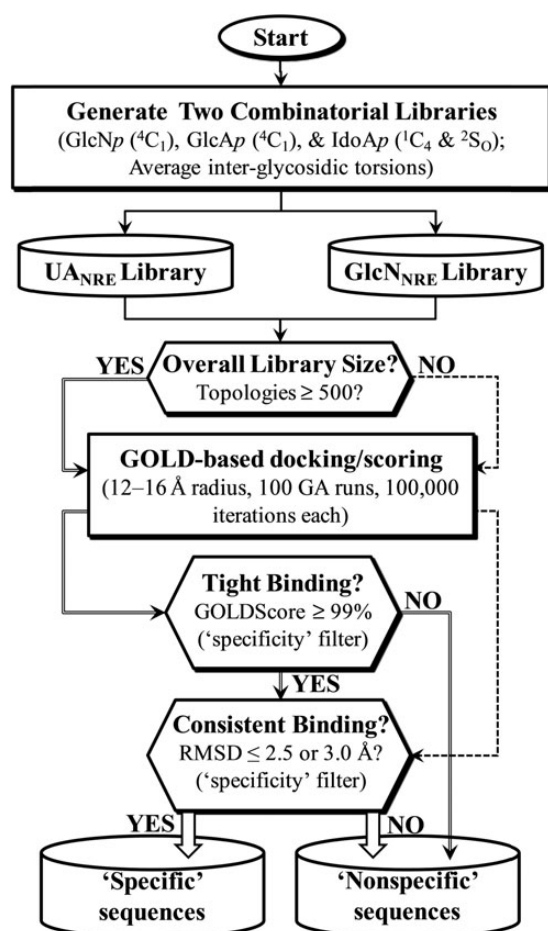 Start
Generate Two Combinatorial Libraries
(GlcNp (⁴C₁), GlcAp (⁴C₁), & IdoAp (¹C₄ & ²S_O);
Average inter-glycosidic torsions)
UA_NRE Library
GlcN_NRE Library
YES
Overall Library Size?
NO
Topologies ≥ 500?
GOLD-based docking/scoring
(12–16 Å radius, 100 GA runs, 100,000
iterations each)
Tight Binding?
NO
GOLDScore ≥ 99%
(‘specificity’ filter)
YES
Consistent Binding?
RMSD ≤ 2.5 or 3.0 Å?
(‘specificity’ filter)
YES
NO
‘Specific’
sequences
‘Nonspecific’
sequences